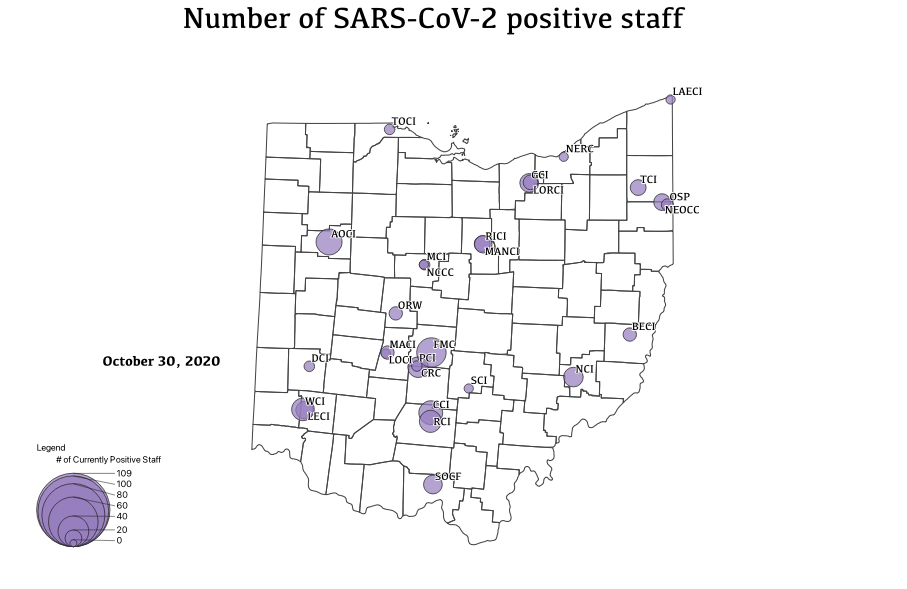 Number of SARS-CoV-2 positive staff
LAECI
TOCI
NERC
GCI
LORCI
TCI
OSP
NEOCC
AOCI
RICI
MANCI
MCI
NCCC
ORW
BECI
MACI
FMC
LOCI
PCI
CRC
October 30, 2020
DCI
NCI
SCI
WCI
LECI
CCI
RCI
SOCF
Legend
# of Currently Positive Staff
109
100
80
60
40
20
0